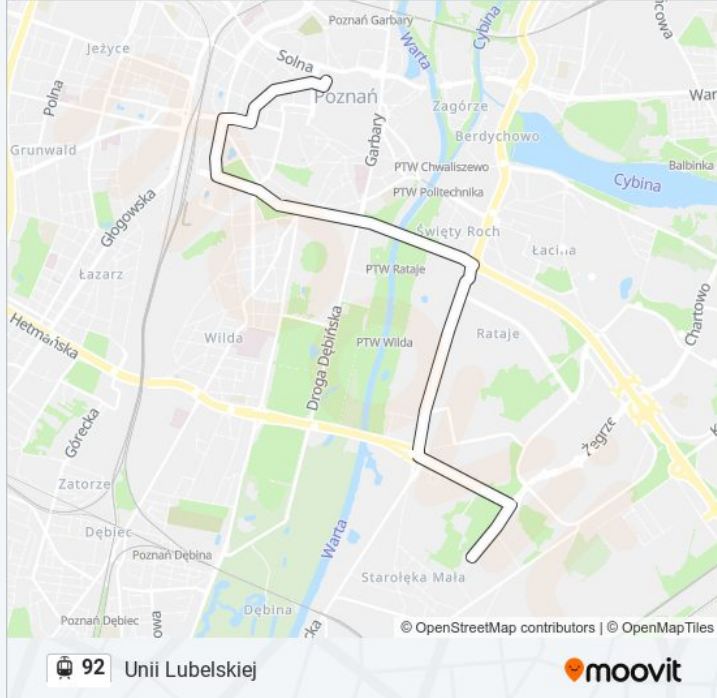 Poznań Garbary
Jeżyce
Solna
Warta
Cybina
Polna
Poznań
War
Zagórze
Garbary
Berdychowo
Grunwald
PTW Chwaliszewo
Balbinka
Cybina
PTW Politechnika
Głogowska
Święty Roch
Łacina
Łazarz
PTW Rataje
Chartowo
Hetmańska
Droga Dębińska
Wilda
PTW Wilda
Rataje
Górecka
Żegrze
Zatorze
Dębiec
Warta
Poznań Dębina
Starołęka Mała
Dębina
Poznań Dębiec
© OpenStreetMap contributors | © OpenMapTiles
92 Unii Lubelskiej
moovit